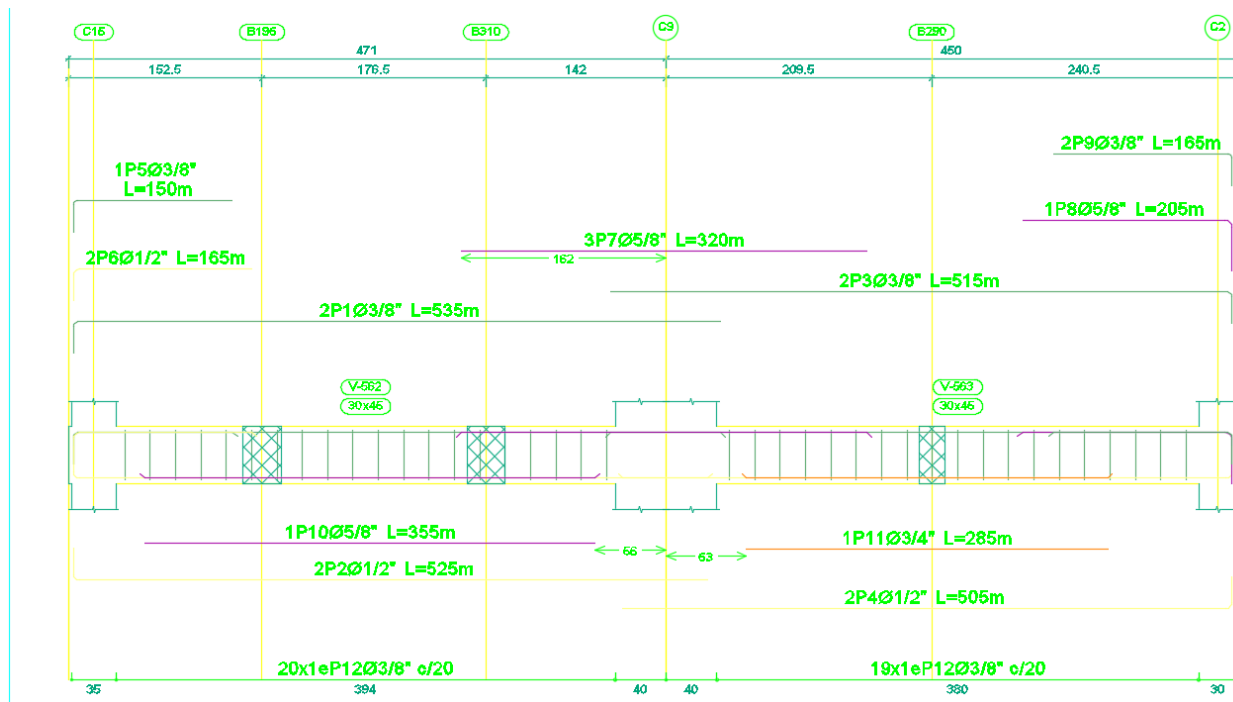 C15 B196 B310 C9 B290 C2
471 450
152.5 176.5 142 209.5 240.5
2P9Ø3/8" L=165m
1P5Ø3/8"
L=150m
1P8Ø5/8" L=205m
3P7Ø5/8" L=320m
2P6Ø1/2" L=165m
162
2P3Ø3/8" L=515m
2P1Ø3/8" L=535m
V-562 V-563
30x45 30x45
1P10Ø5/8" L=355m 1P11Ø3/4" L=285m
66 63
2P2Ø1/2" L=525m
2P4Ø1/2" L=505m
20x1eP12Ø3/8" c/20 19x1eP12Ø3/8" c/20
35 394 40 40 380 30